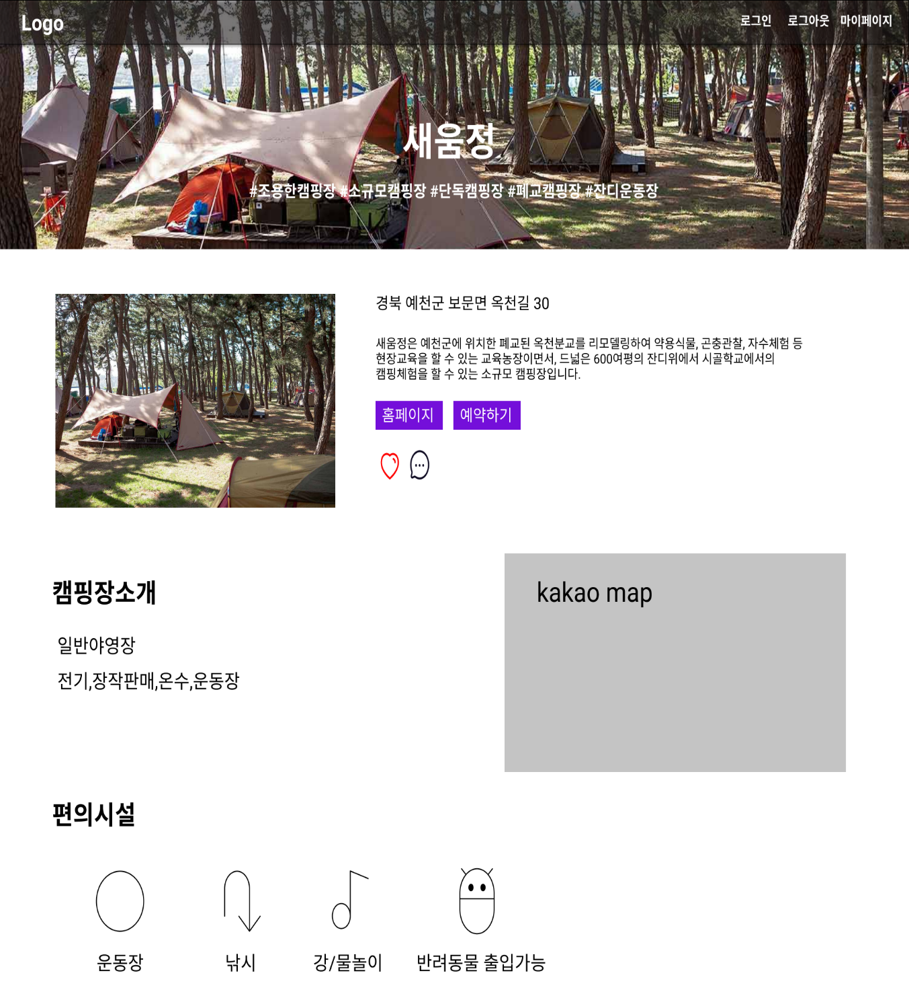 Logo
로그인 로그아웃 마이페이지
새움정
#조용한캠핑장 #소규모캠핑장 #단독캠핑장 #폐교캠핑장 #잔디운동장
경북 예천군 보문면 옥천길 30
새움정은 예천군에 위치한 폐교된 옥천분교를 리모델링하여 약용식물, 곤충관찰, 자수체험 등
현장교육을 할 수 있는 교육농장이면서, 드넓은 600여평의 잔디위에서 시골학교에서의
캠핑체험을 할 수 있는 소규모 캠핑장입니다.
홈페이지 예약하기
캠핑장소개
일반야영장
전기,장작판매,온수,운동장
kakao map
편의시설
운동장 낚시 강/물놀이 반려동물 출입가능